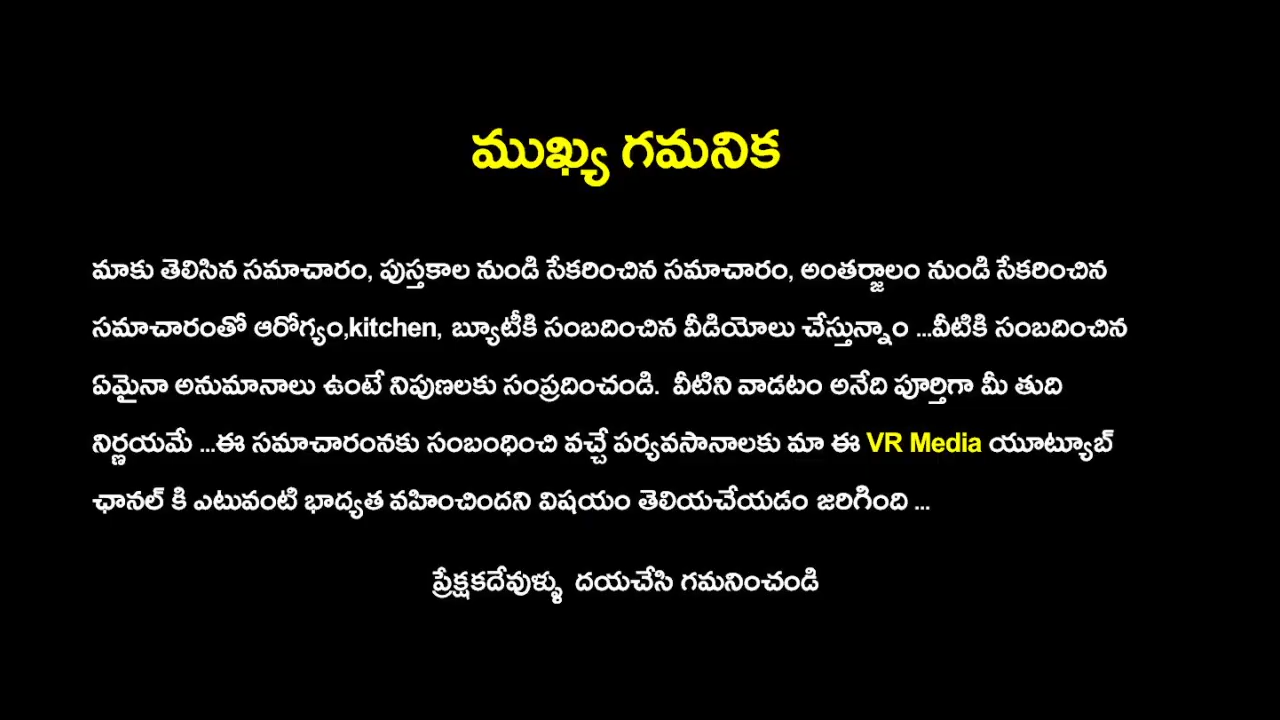 ముఖ్య గమనిక
మాకు తెలిసిన సమాచారం, పుస్తకాల నుండి సేకరించిన సమాచారం, అంతర్జాలం నుండి సేకరించిన
సమాచారంతో ఆరోగ్యం,kitchen, బ్యూటీకి సంబదించిన వీడియోలు చేస్తున్నాం ...వీటికి సంబదించిన
ఏమైనా అనుమానాలు ఉంటే నిపుణలకు సంప్రదించండి. వీటిని వాడటం అనేది పూర్తిగా మీ తుది
నిర్ణయమే ...ఈ సమాచారంనకు సంబంధించి వచ్చే పర్యవసానాలకు మా ఈ VR Media యూట్యూబ్
ఛానల్ కి ఎటువంటి భాద్యత వహించిందని విషయం తెలియచేయడం జరిగింది ...
ప్రేక్షకదేవుళ్ళు దయచేసి గమనించండి